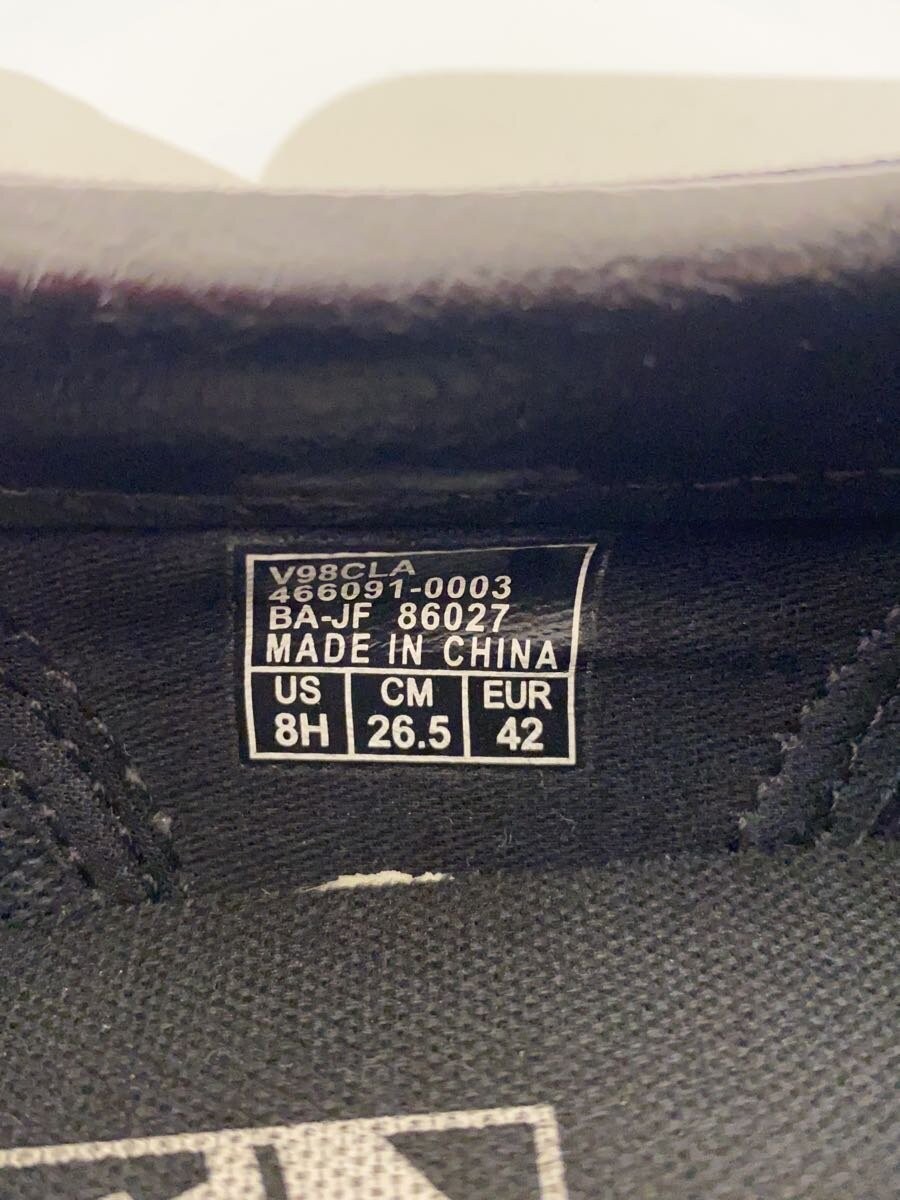 V98CLA
466091-0003
BA-JF 86027
MADE IN CHINA
US CM EUR
8H 26.5 42